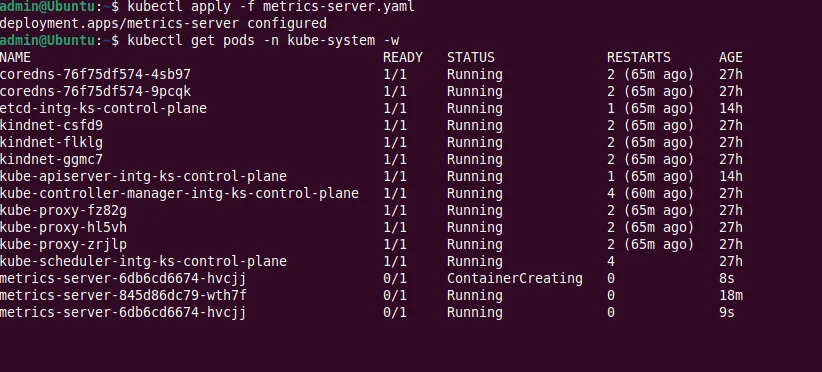 admin@Ubuntu:~$ kubectl apply -f metrics-server.yaml
deployment.apps/metrics-server configured
admin@Ubuntu:~$ kubectl get pods -n kube-system -w
NAME READY STATUS RESTARTS AGE
coredns-76f75df574-4sb97 1/1 Running 2 (65m ago) 27h
coredns-76f75df574-9pcqk 1/1 Running 2 (65m ago) 27h
etcd-intg-ks-control-plane 1/1 Running 1 (65m ago) 14h
kindnet-csfd9 1/1 Running 2 (65m ago) 27h
kindnet-flklg 1/1 Running 2 (65m ago) 27h
kindnet-ggmc7 1/1 Running 2 (65m ago) 27h
kube-apiserver-intg-ks-control-plane 1/1 Running 1 (65m ago) 14h
kube-controller-manager-intg-ks-control-plane 1/1 Running 4 (60m ago) 27h
kube-proxy-fz82g 1/1 Running 2 (65m ago) 27h
kube-proxy-hl5vh 1/1 Running 2 (65m ago) 27h
kube-proxy-zrjlp 1/1 Running 2 (65m ago) 27h
kube-scheduler-intg-ks-control-plane 1/1 Running 4 27h
metrics-server-6db6cd6674-hvcjj 0/1 ContainerCreating 0 8s
metrics-server-845d86dc79-wth7f 0/1 Running 0 18m
metrics-server-6db6cd6674-hvcjj 0/1 Running 0 9s